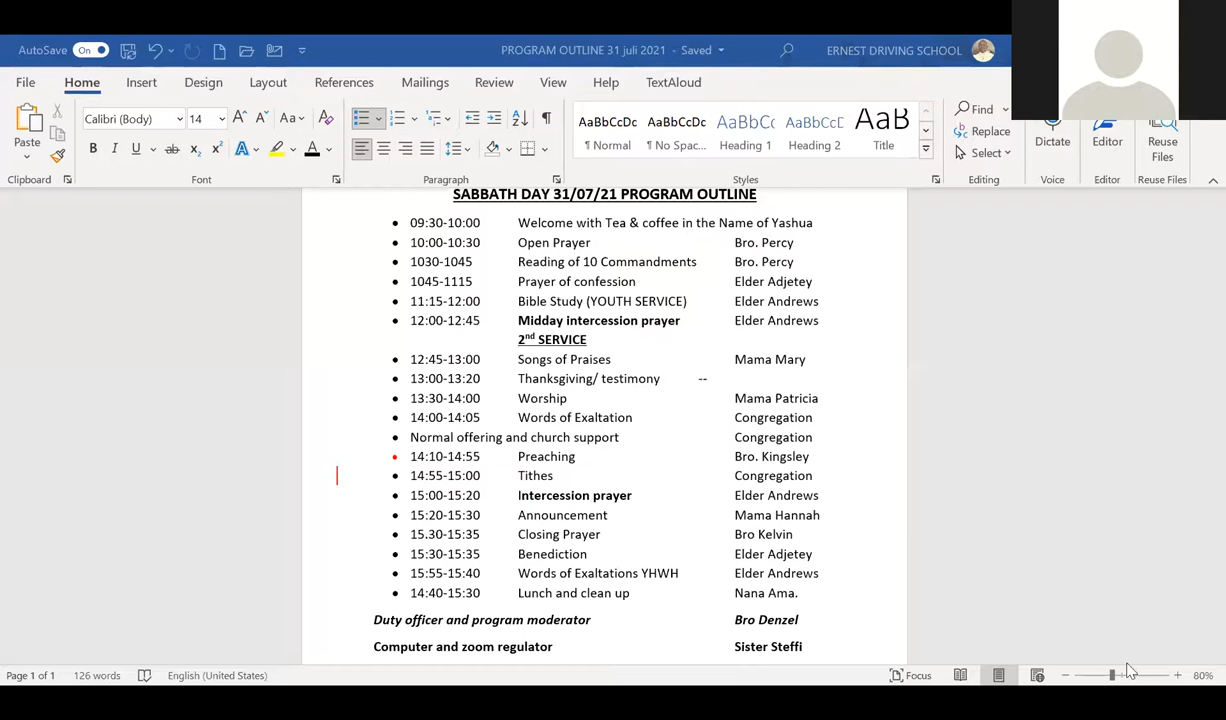 AutoSave On PROGRAM OUTLINE 31 juli 2021 - Saved ERNEST DRIVING SCHOOL
File Home Insert Design Layout References Mailings Review View Help TextAloud
Calibri (Body) 14 Aa AaBbCcDc AaBbCcDc AaBbCc AaBbCcD AaB Find
Paste B I U ab x₂ x² A A ¶ Normal ¶ No Spac... Heading 1 Heading 2 Title Replace Select Dictate Editor Reuse Files
Clipboard Font Paragraph Styles Editing Voice Editor Reuse Files
SABBATH DAY 31/07/21 PROGRAM OUTLINE
• 09:30-10:00 Welcome with Tea & coffee in the Name of Yashua
• 10:00-10:30 Open Prayer Bro. Percy
• 1030-1045 Reading of 10 Commandments Bro. Percy
• 1045-1115 Prayer of confession Elder Adjetey
• 11:15-12:00 Bible Study (YOUTH SERVICE) Elder Andrews
• 12:00-12:45 Midday intercession prayer Elder Andrews
2nd SERVICE
• 12:45-13:00 Songs of Praises Mama Mary
• 13:00-13:20 Thanksgiving/ testimony --
• 13:30-14:00 Worship Mama Patricia
• 14:00-14:05 Words of Exaltation Congregation
• Normal offering and church support Congregation
• 14:10-14:55 Preaching Bro. Kingsley
• 14:55-15:00 Tithes Congregation
• 15:00-15:20 Intercession prayer Elder Andrews
• 15:20-15:30 Announcement Mama Hannah
• 15.30-15:35 Closing Prayer Bro Kelvin
• 15:30-15:35 Benediction Elder Adjetey
• 15:55-15:40 Words of Exaltations YHWH Elder Andrews
• 14:40-15:30 Lunch and clean up Nana Ama.
Duty officer and program moderator Bro Denzel
Computer and zoom regulator Sister Steffi
Page 1 of 1 126 words English (United States) Focus 80%